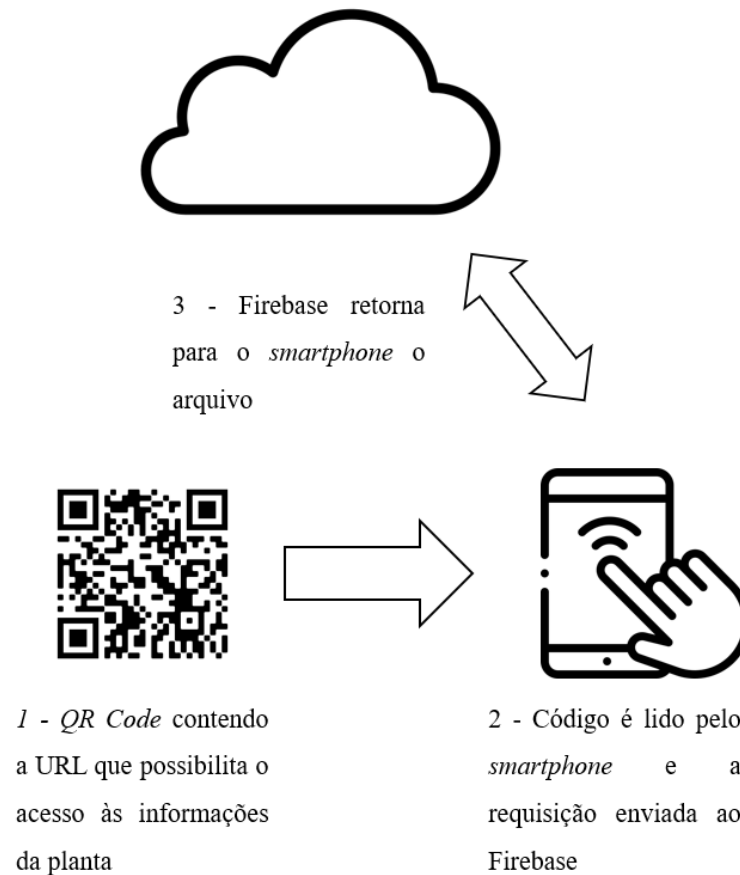 3 - Firebase retorna
para o smartphone o
arquivo
1 - QR Code contendo
a URL que possibilita o
acesso às informações
da planta
2 - Código é lido pelo
smartphone e a
requisição enviada ao
Firebase